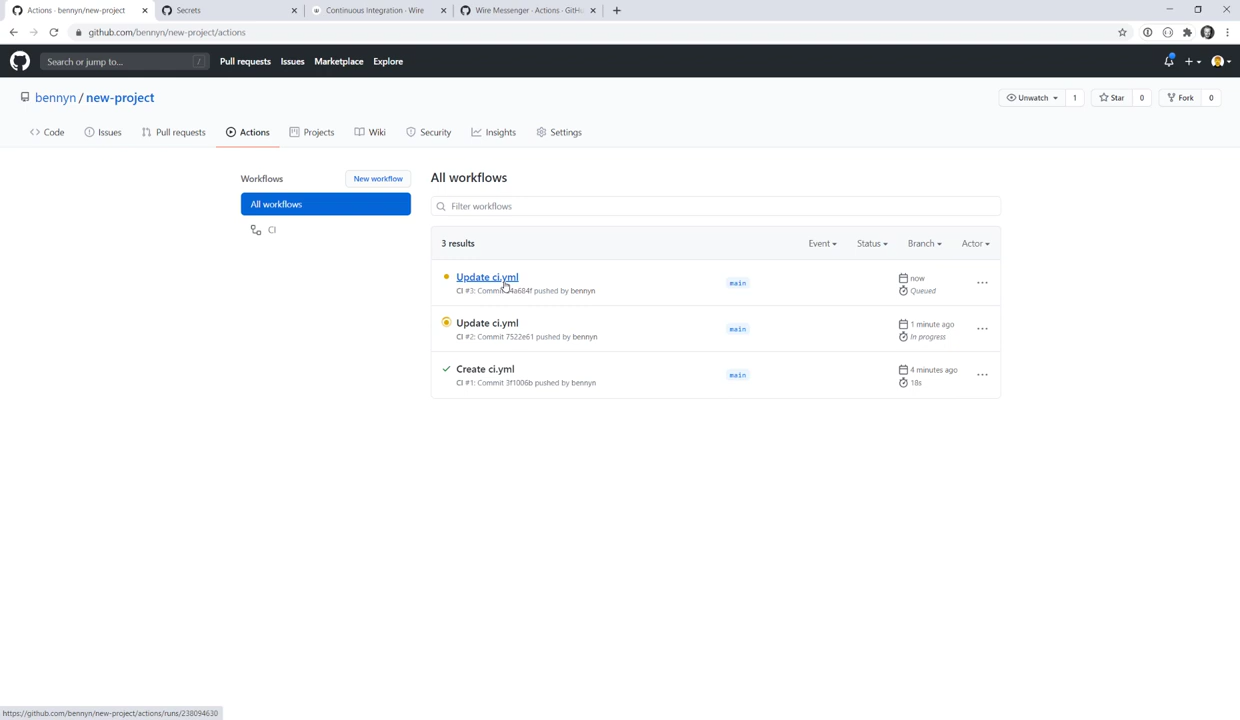 Actions · bennyn/new-project
Secrets
Continuous Integration · Wire
Wire Messenger · Actions · GitHu
github.com/bennyn/new-project/actions
Search or jump to...
/
Pull requests
Issues
Marketplace
Explore
bennyn / new-project
Unwatch
1
Star
0
Fork
0
Code
Issues
Pull requests
Actions
Projects
Wiki
Security
Insights
Settings
Workflows
New workflow
All workflows
CI
All workflows
Filter workflows
3 results
Event
Status
Branch
Actor
Update ci.yml
CI #3: Commit 4a684f pushed by bennyn
main
now
Queued
Update ci.yml
CI #2: Commit 7522e61 pushed by bennyn
main
1 minute ago
In progress
Create ci.yml
CI #1: Commit 3f1006b pushed by bennyn
main
4 minutes ago
18s
https://github.com/bennyn/new-project/actions/runs/238094630